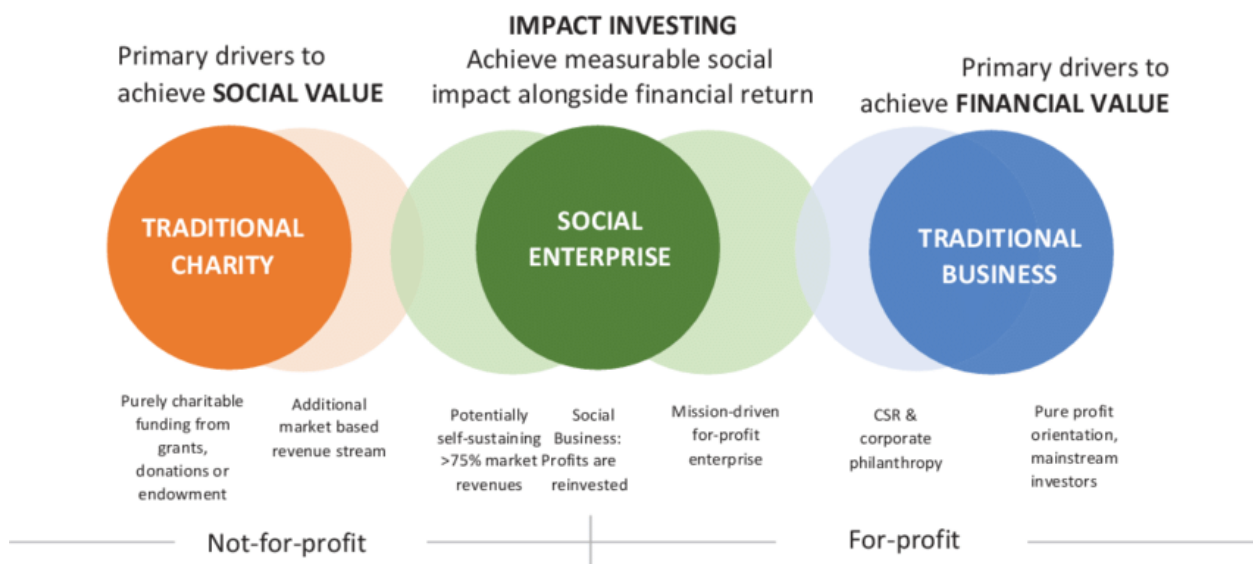 IMPACT INVESTING
Achieve measurable social
impact alongside financial return
Primary drivers to
achieve SOCIAL VALUE
Primary drivers to
achieve FINANCIAL VALUE
TRADITIONAL
CHARITY
SOCIAL
ENTERPRISE
TRADITIONAL
BUSINESS
Purely charitable
funding from
grants,
donations or
endowment
Additional
market based
revenue stream
Potentially
self-sustaining
>75% market
revenues
Social
Business:
Profits are
reinvested
Mission-driven
for-profit
enterprise
CSR &
corporate
philanthropy
Pure profit
orientation,
mainstream
investors
Not-for-profit
For-profit